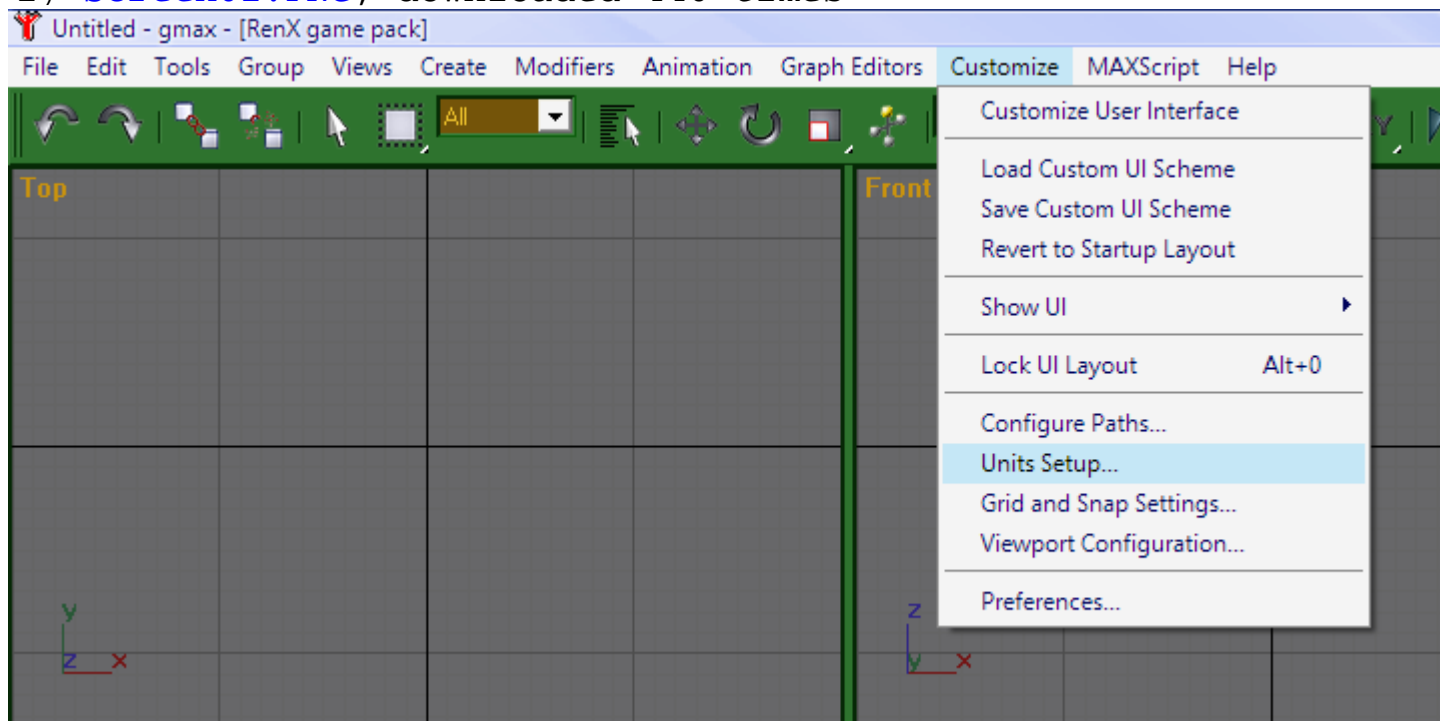 Untitled - gmax - [RenX game pack]
File Edit Tools Group Views Create Modifiers Animation Graph Editors Customize MAXScript Help
All
Y
Top
Front
Customize User Interface
Load Custom UI Scheme
Save Custom UI Scheme
Revert to Startup Layout
Show UI
Lock UI Layout Alt+0
Configure Paths...
Units Setup...
Grid and Snap Settings...
Viewport Configuration...
Preferences...
y
z x
z
y x